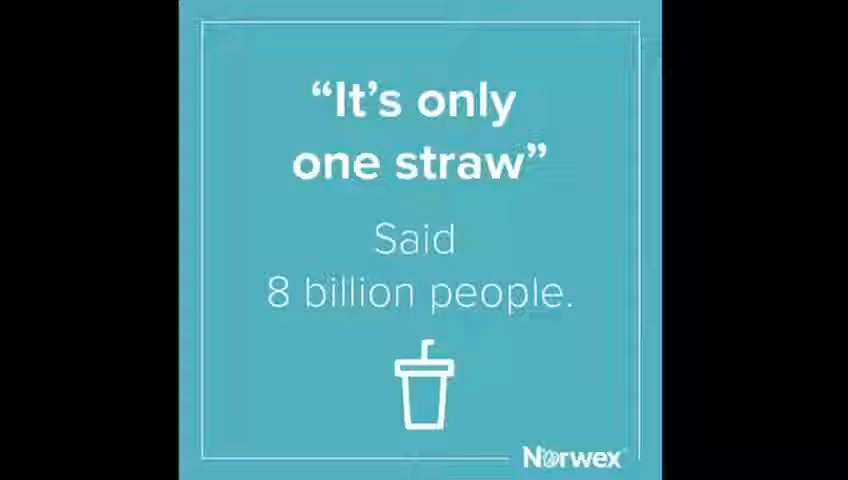 “It’s only
one straw”
Said
8 billion people.
Norwex